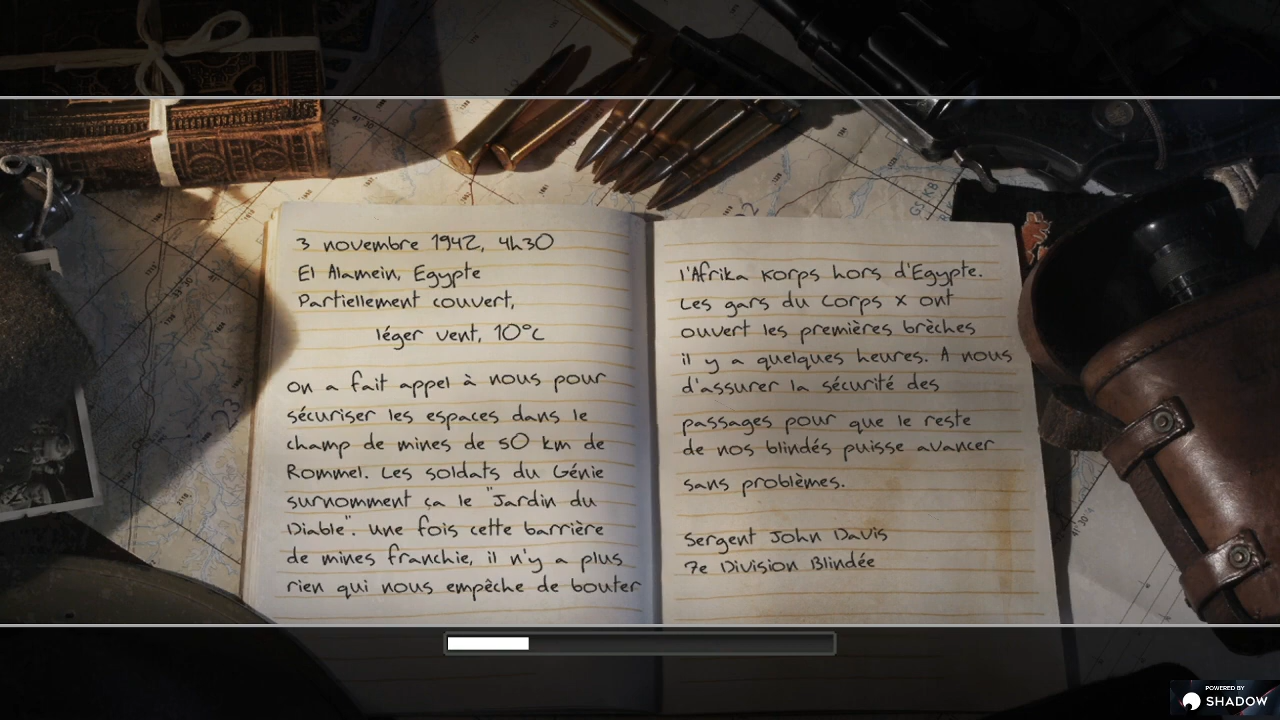 3 novembre 1942, 4h30
El Alamein, Egypte
Partiellement couvert,
léger vent, 10°C
On a fait appel à nous pour
sécuriser les espaces dans le
champ de mines de 50 km de
Rommel. Les soldats du Génie
surnomment ça le "Jardin du
Diable". Une fois cette barrière
de mines franchie, il n'y a plus
rien qui nous empêche de bouter
l'Afrika Korps hors d'Egypte.
Les gars du Corps X ont
ouvert les premières brèches
il y a quelques heures. A nous
d'assurer la sécurité des
passages pour que le reste
de nos blindés puisse avancer
sans problèmes.
Sergent John Davis
7e Division Blindée
POWERED BY
SHADOW